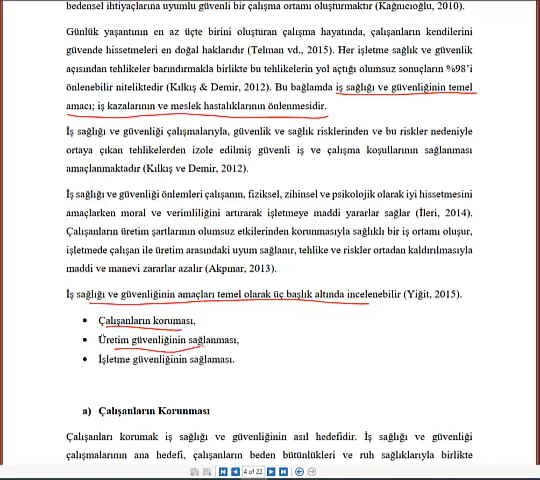 bedensel ihtiyaçlarına uyumlu güvenli bir çalışma ortamı oluşturmaktır (Kağnıcıoğlu, 2010).
Günlük yaşantının en az üçte birini oluşturan çalışma hayatında, çalışanların kendilerini
güvende hissetmeleri en doğal haklarıdır (Telman vd., 2015). Her işletme sağlık ve güvenlik
açısından tehlikeler barındırmakla birlikte bu tehlikelerin yol açtığı olumsuz sonuçların %98’i
önlenebilir niteliktedir (Kılkış & Demir, 2012). Bu bağlamda iş sağlığı ve güvenliğinin temel
amacı; iş kazalarının ve meslek hastalıklarının önlenmesidir.
İş sağlığı ve güvenliği çalışmalarıyla, güvenlik ve sağlık risklerinden ve bu riskler nedeniyle
ortaya çıkan tehlikelerden izole edilmiş güvenli iş ve çalışma koşullarının sağlanması
amaçlanmaktadır (Kılkış ve Demir, 2012).
İş sağlığı ve güvenliği önlemleri çalışanın, fiziksel, zihinsel ve psikolojik olarak iyi hissetmesini
amaçlarken moral ve verimliliğini artırarak işletmeye maddi yararlar sağlar (İleri, 2014).
Çalışanların üretim şartlarının olumsuz etkilerinden korunmasıyla sağlıklı bir iş ortamı oluşur,
işletmede çalışan ile üretim arasındaki uyum sağlanır, tehlike ve riskler ortadan kaldırılmasıyla
maddi ve manevi zararlar azalır (Akpınar, 2013).
İş sağlığı ve güvenliğinin amaçları temel olarak üç başlık altında incelenebilir (Yiğit, 2015).
• Çalışanların koruması,
• Üretim güvenliğinin sağlanması,
• İşletme güvenliğinin sağlaması.
a) Çalışanların Korunması
Çalışanları korumak iş sağlığı ve güvenliğinin asıl hedefidir. İş sağlığı ve güvenliği
çalışmalarının ana hedefi, çalışanların beden bütünlükleri ve ruh sağlıklarıyla birlikte
4 of 22